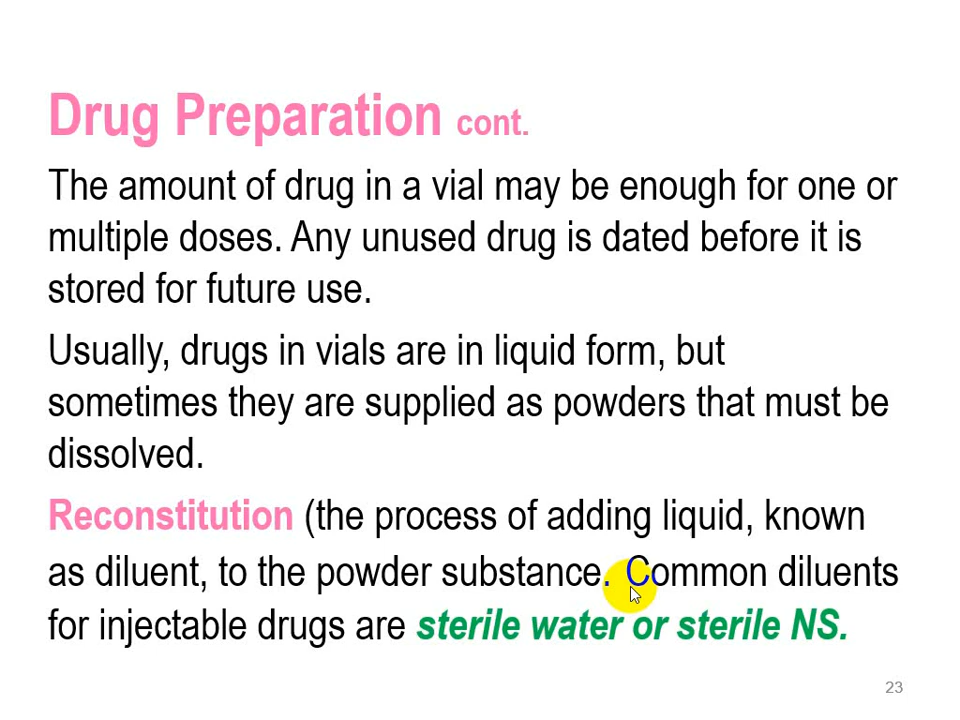 Drug Preparation cont.
The amount of drug in a vial may be enough for one or
multiple doses. Any unused drug is dated before it is
stored for future use.
Usually, drugs in vials are in liquid form, but
sometimes they are supplied as powders that must be
dissolved.
Reconstitution (the process of adding liquid, known
as diluent, to the powder substance. Common diluents
for injectable drugs are sterile water or sterile NS.
23